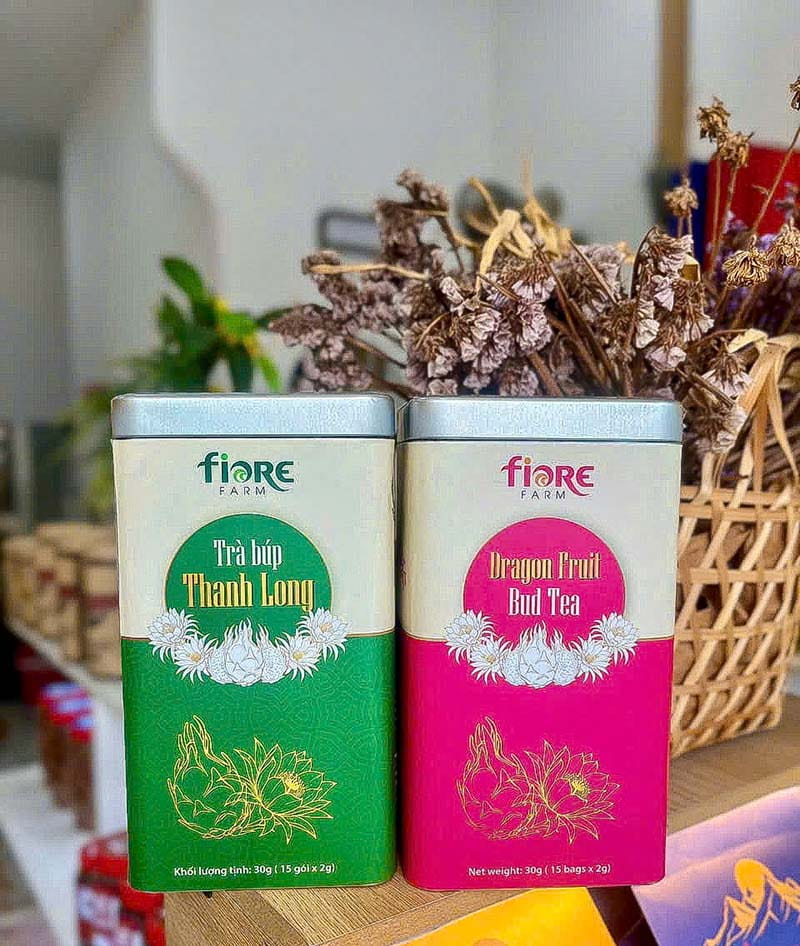 fiORE
FARM
Trà búp
Thanh Long
Khối lượng tịnh: 30g ( 15 gói x 2g)
fiORE
FARM
Dragon Fruit
Bud Tea
Net weight: 30g ( 15 bags x 2g)